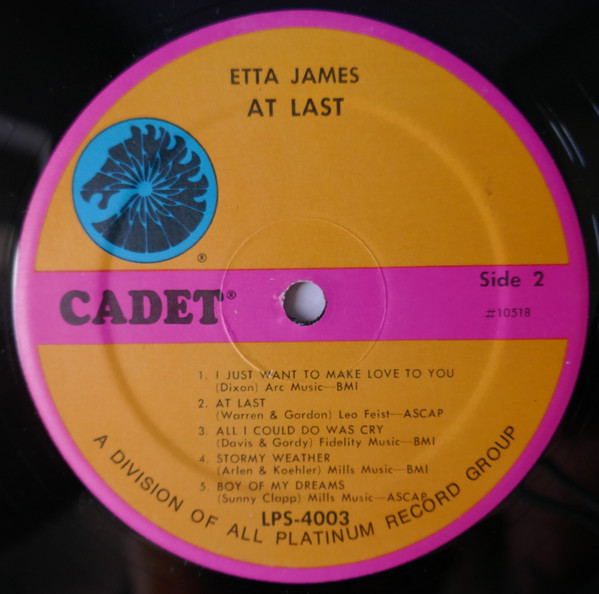 ETTA JAMES
AT LAST
®
CADET®
Side 2
#10518
1. I JUST WANT TO MAKE LOVE TO YOU
(Dixon) Arc Music—BMI
2. AT LAST
(Warren & Gordon) Leo Feist—ASCAP
3. ALL I COULD DO WAS CRY
(Davis & Gordy) Fidelity Music—BMI
4. STORMY WEATHER
(Arlen & Koehler) Mills Music—BMI
5. BOY OF MY DREAMS
(Sunny Clapp) Mills Music—ASCAP
LPS-4003
A DIVISION OF ALL PLATINUM RECORD GROUP